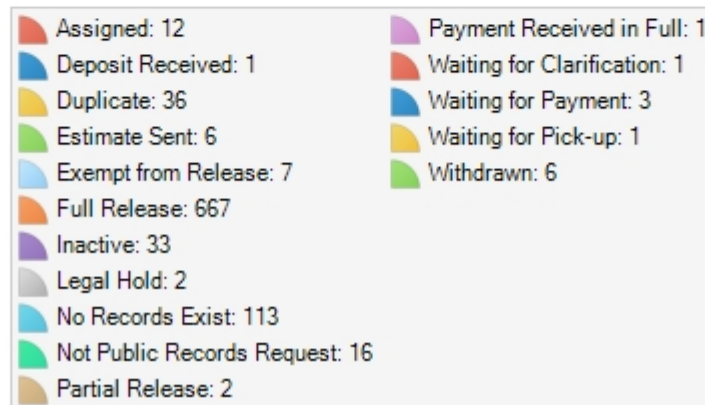 Assigned: 12
Deposit Received: 1
Duplicate: 36
Estimate Sent: 6
Exempt from Release: 7
Full Release: 667
Inactive: 33
Legal Hold: 2
No Records Exist: 113
Not Public Records Request: 16
Partial Release: 2
Payment Received in Full: 1
Waiting for Clarification: 1
Waiting for Payment: 3
Waiting for Pick-up: 1
Withdrawn: 6